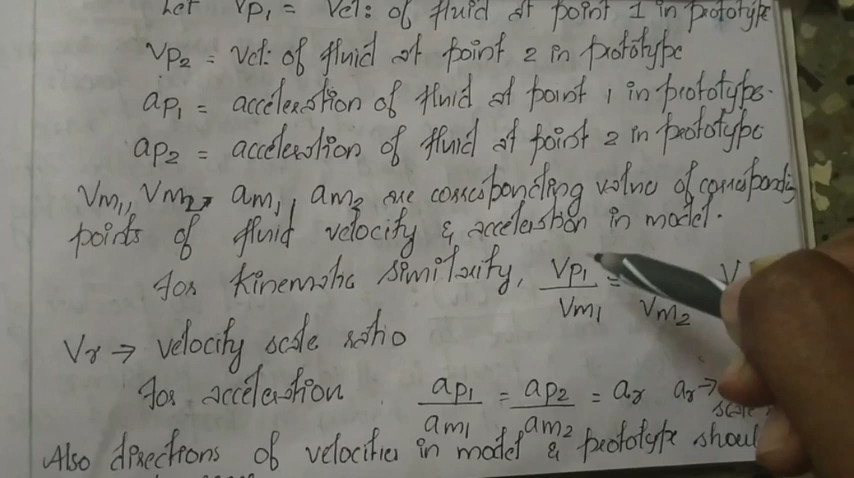 Let Vp1 = Vel: of fluid at point 1 in prototype
Vp2 = Vel: of fluid at point 2 in prototype
ap1 = acceleration of fluid at point 1 in prototype.
ap2 = acceleration of fluid at point 2 in prototype
Vm1, Vm2, am1, am2 are corresponding value of corresponding
points of fluid velocity & acceleration in model.
For Kinematic similarity, Vp1/Vm1 = /Vm2 V
Vr → velocity scale ratio
For acceleration ap1/am1 = ap2/am2 = ar ar →
scale
Also directions of velocities in model & prototype shoul